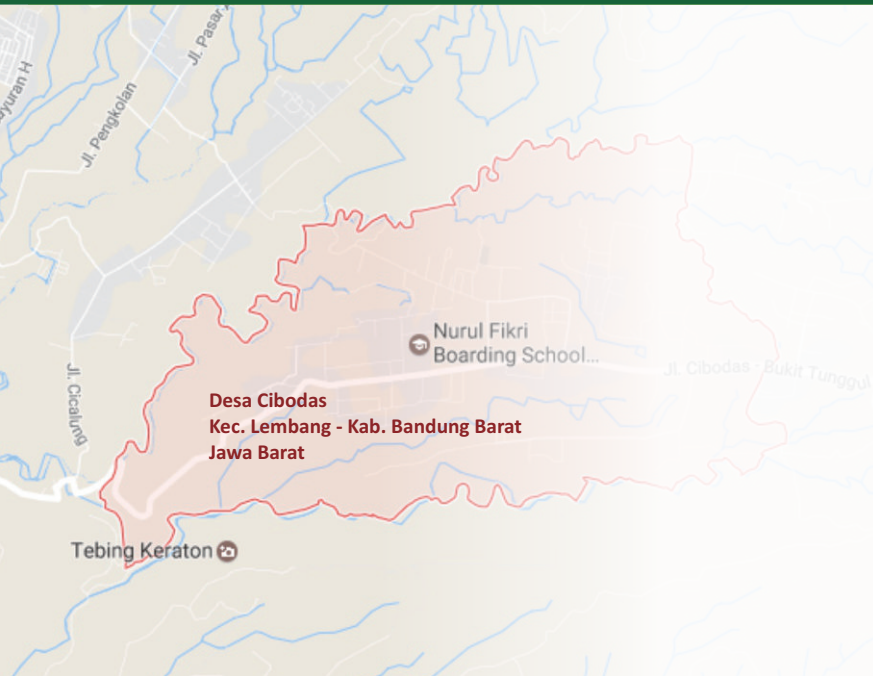 Jl. Pasar
Jl. Pengkolan
Nurul Fikri
Boarding School...
Jl. Cibodas - Bukit Tunggul
Jl. Cicalung
Desa Cibodas
Kec. Lembang - Kab. Bandung Barat
Jawa Barat
Tebing Keraton